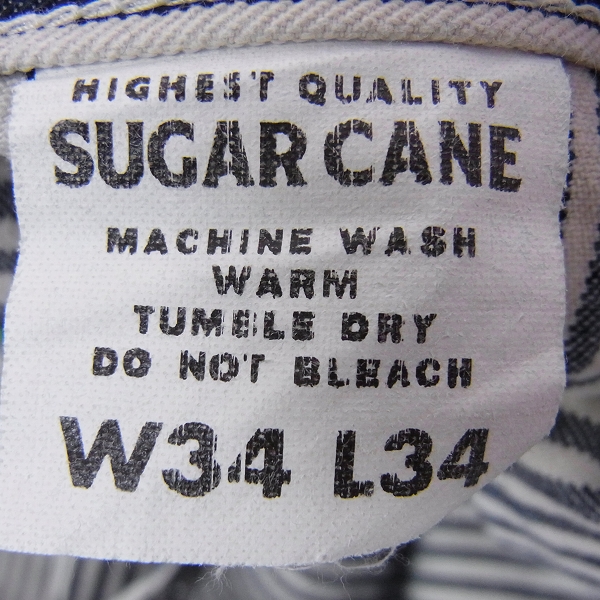 HIGHEST QUALITY
SUGAR CANE
MACHINE WASH
WARM
TUMBLE DRY
DO NOT BLEACH
W34 L34